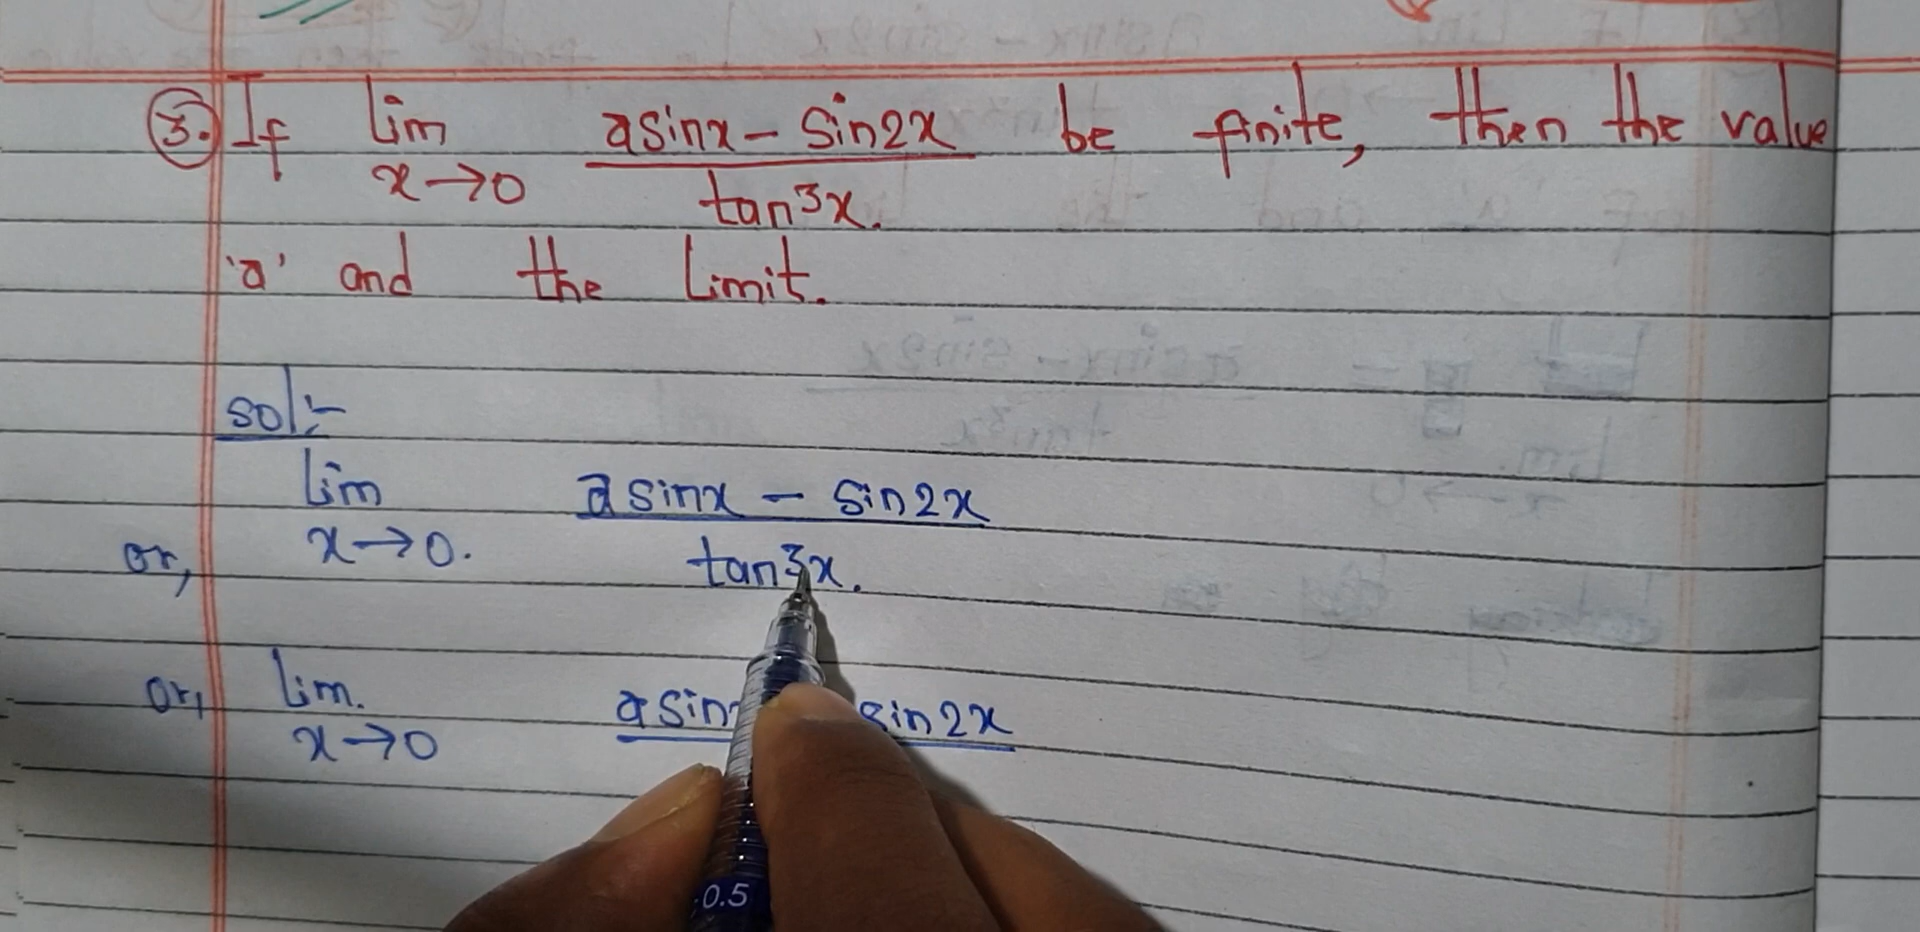 3. If lim asinx - sin2x be finite, then the value
x→0 tan³x.
'a' and the Limit.
sol:-
lim asinx - sin2x
or, x→0. tan³x.
or, lim. asin sin2x
x→0
0.5